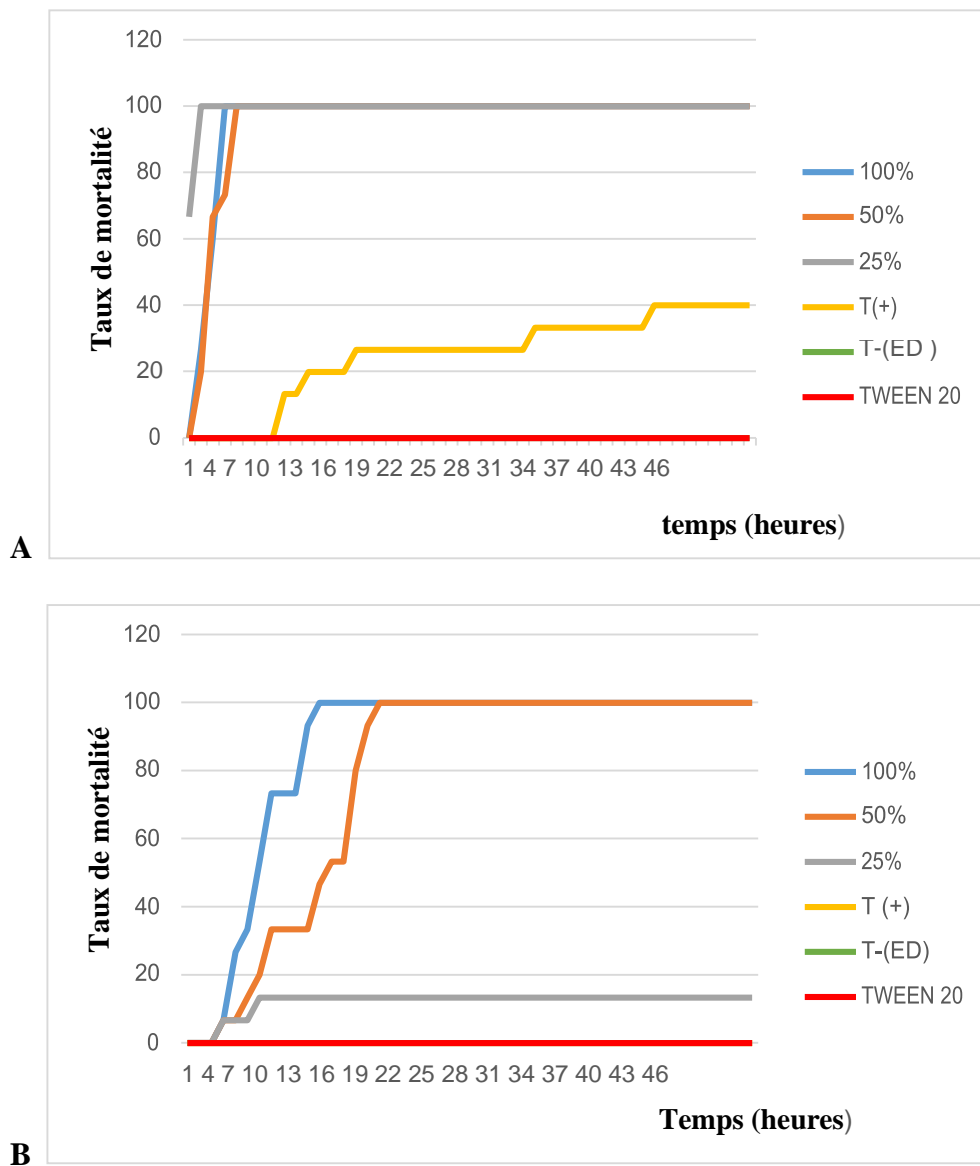 120
100
80
60
40
20
0
Taux de mortalité
1 4 7 10 13 16 19 22 25 28 31 34 37 40 43 46
temps (heures)
100%
50%
25%
T(+)
T-(ED )
TWEEN 20
A
120
100
80
60
40
20
0
Taux de mortalité
1 4 7 10 13 16 19 22 25 28 31 34 37 40 43 46
Temps (heures)
100%
50%
25%
T (+)
T-(ED)
TWEEN 20
B